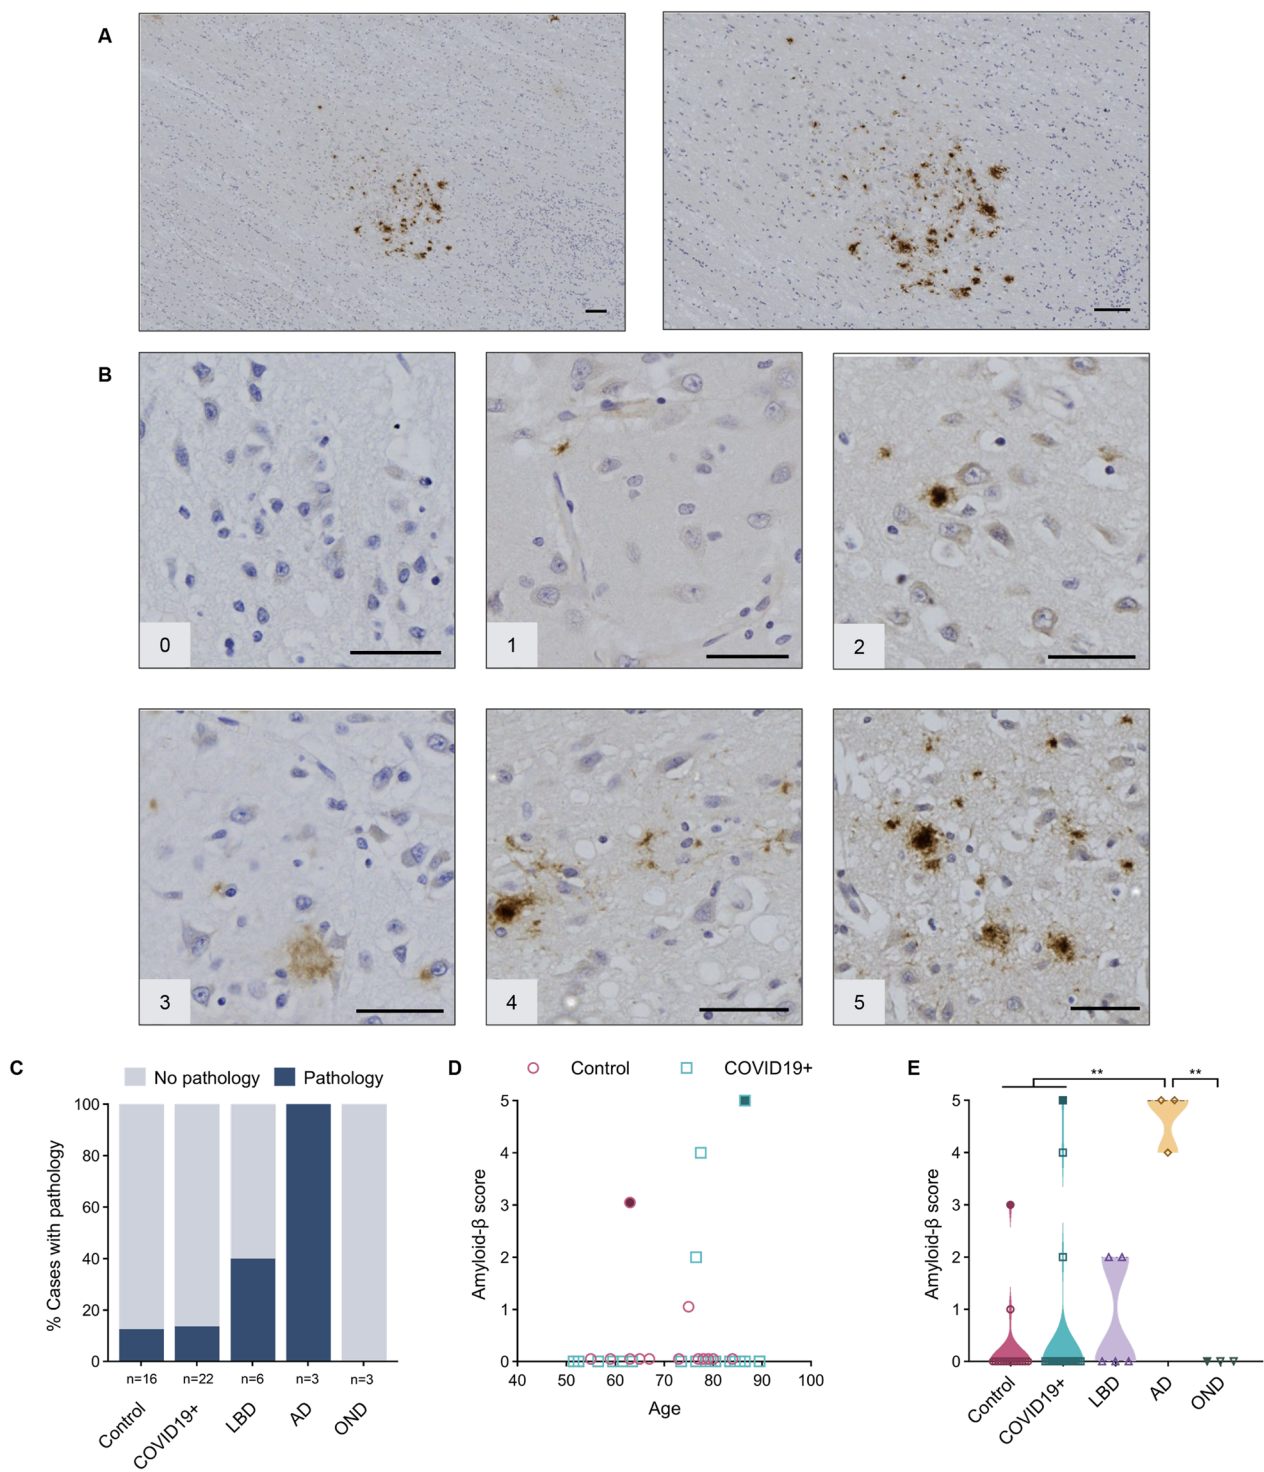 A
B
0
1
2
3
4
5
C
No pathology
Pathology
% Cases with pathology
100
80
60
40
20
0
n=16
n=22
n=6
n=3
n=3
Control
COVID19+
LBD
AD
OND
D
Control
COVID19+
Amyloid-β score
5
4
3
2
1
0
40 50 60 70 80 90 100
Age
E
**
**
Amyloid-β score
5
4
3
2
1
0
Control
COVID19+
LBD
AD
OND